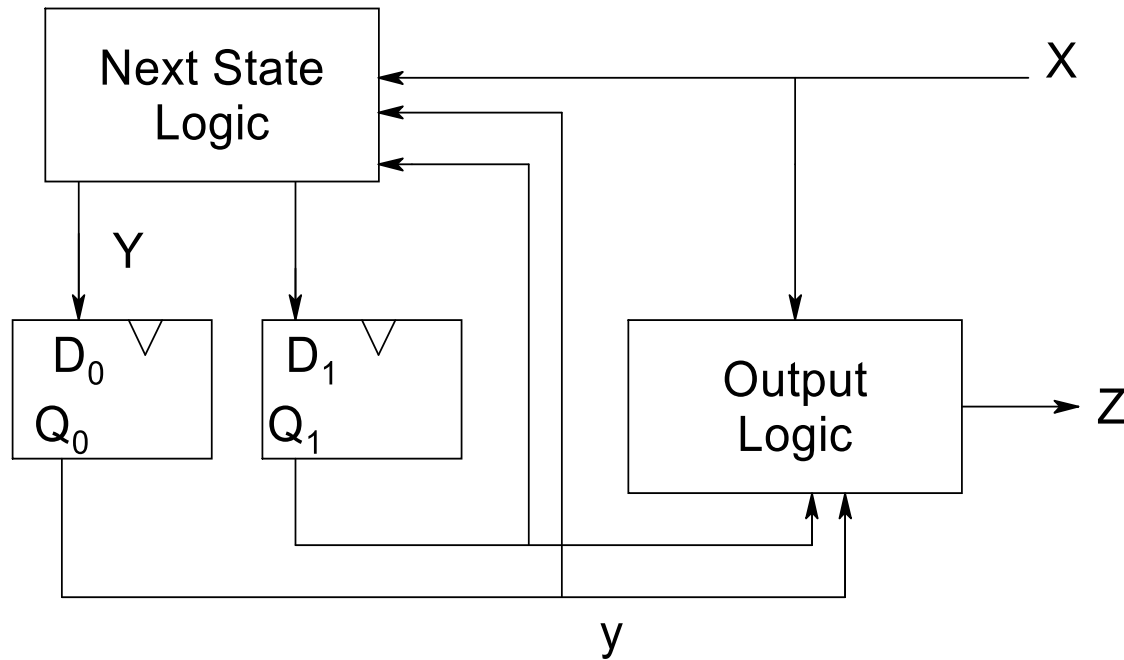 Next State
Logic
X
Y
D₀
Q₀
D₁
Q₁
Output
Logic
Z
y